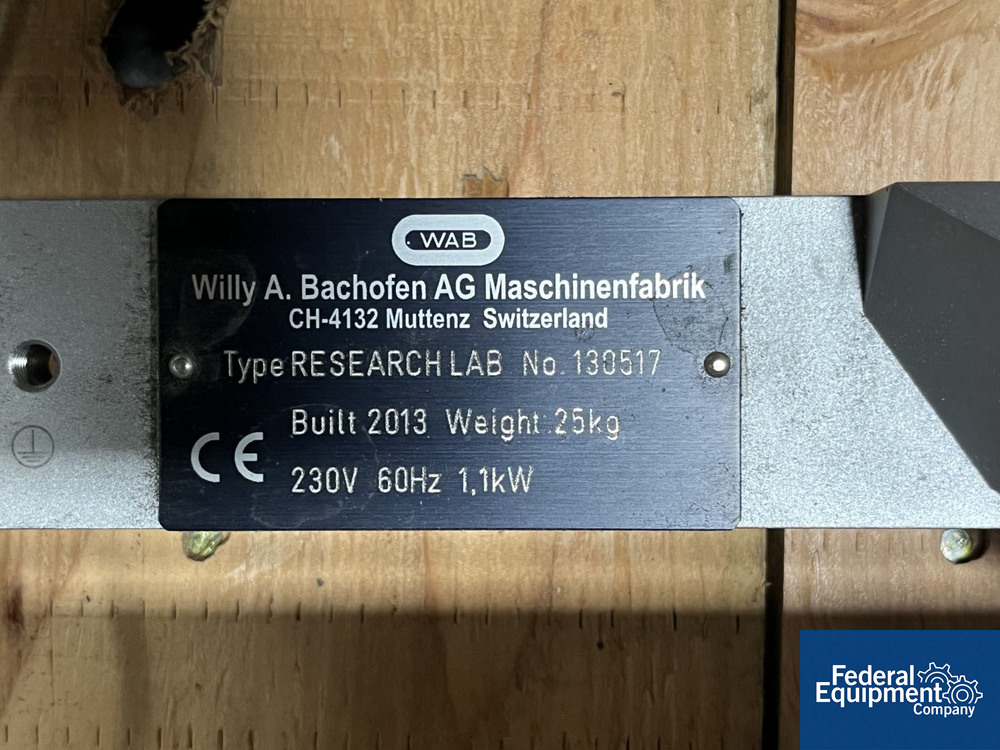 WAB
Willy A. Bachofen AG Maschinenfabrik
CH-4132 Muttenz Switzerland
Type RESEARCH LAB No. 130517
Built 2013 Weight 25kg
CE 230V 60Hz 1,1kW
Federal
Equipment
Company